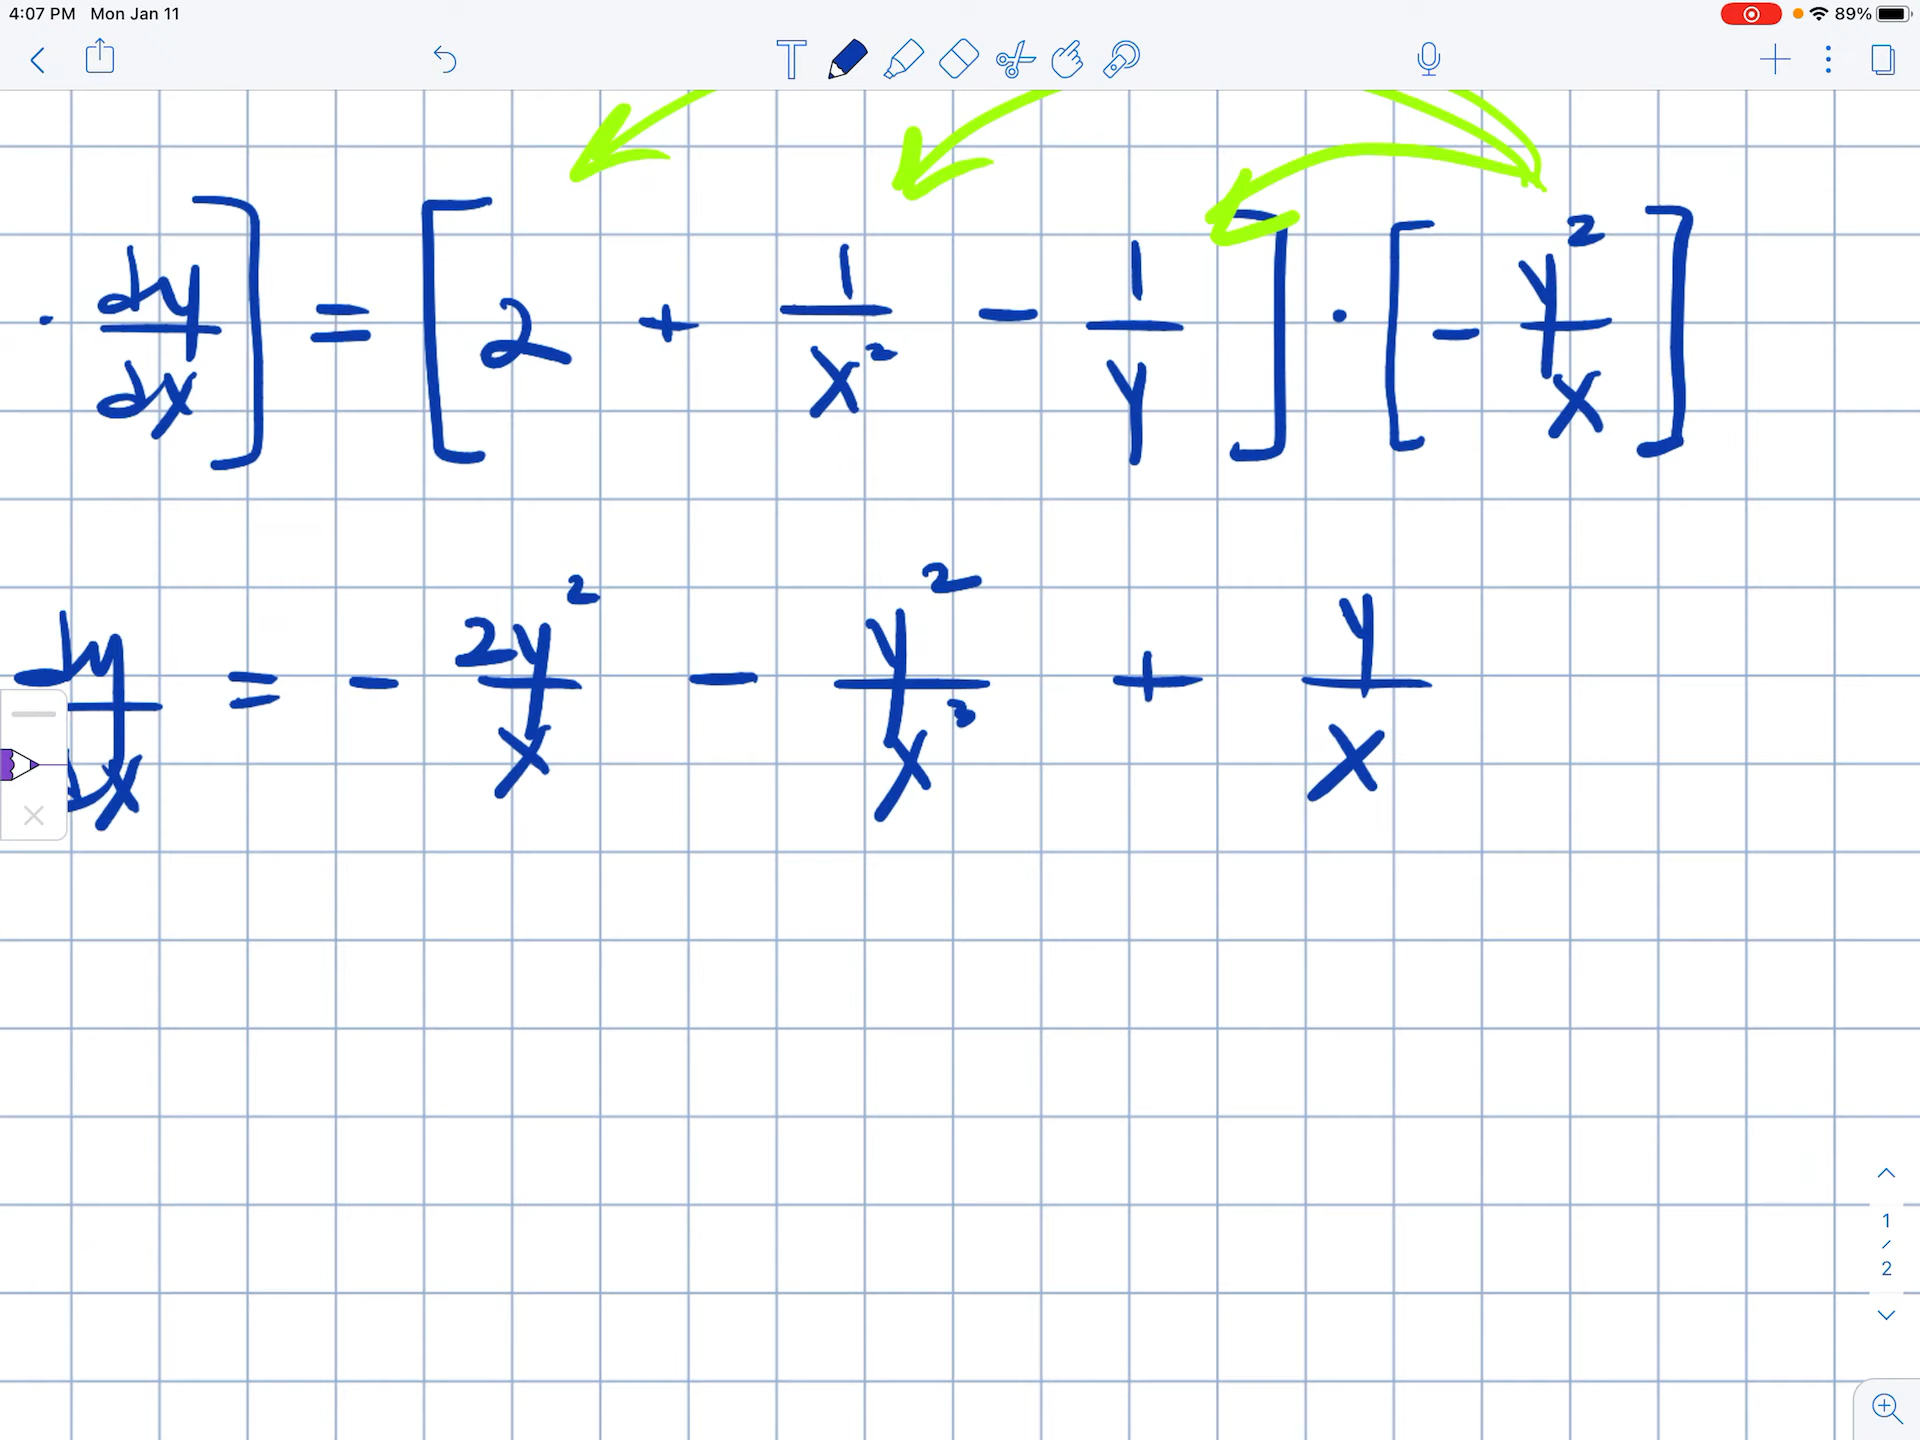 4:07 PM Mon Jan 11 89%
T
· dy/dx ] = [ 2 + 1/x² - 1/y ] · [ - y²/x ]
dy/dx = - 2y²/x - y²/x³ + y/x
1
/
2